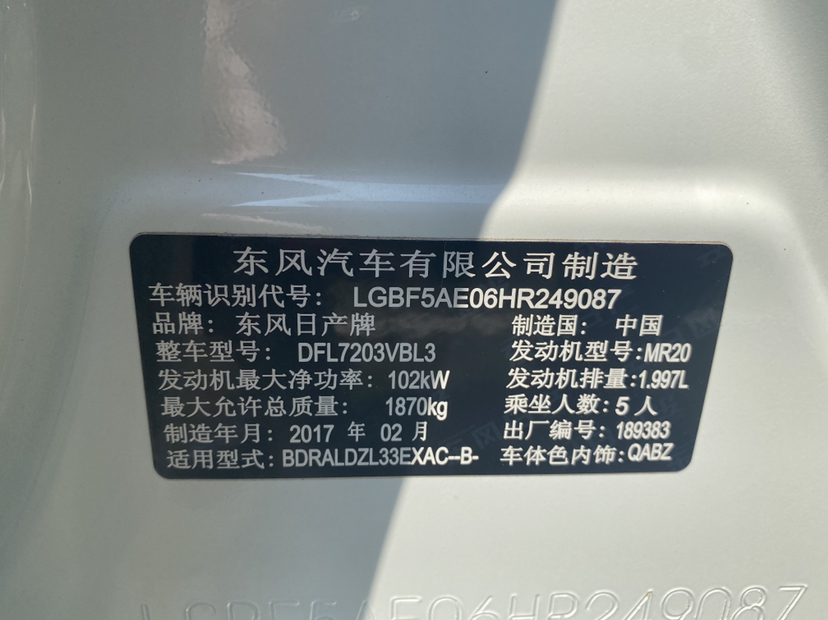 东风汽车有限公司制造
车辆识别代号: LGBF5AE06HR249087
品牌: 东风日产牌 制造国: 中国
整车型号: DFL7203VBL3 发动机型号:MR20
发动机最大净功率: 102kW 发动机排量:1.997L
最大允许总质量: 1870kg 乘坐人数:5人
制造年月: 2017 年 02 月 出厂编号: 189383
适用型式: BDRALDZL33EXAC--B- 车体色内饰:QABZ
LGBF5AE06HR249087